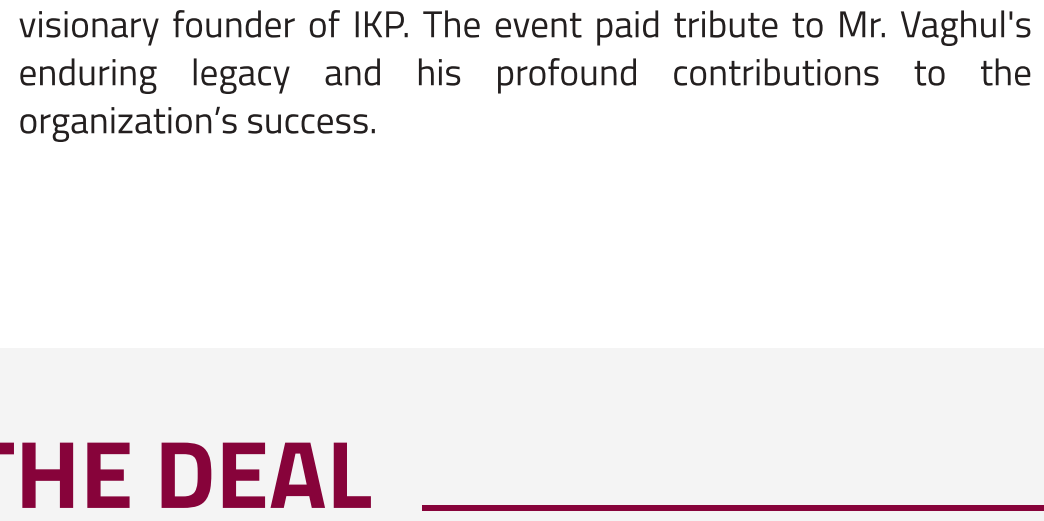 visionary founder of IKP. The event paid tribute to Mr. Vaghul's
enduring legacy and his profound contributions to the
organization’s success.
THE DEAL